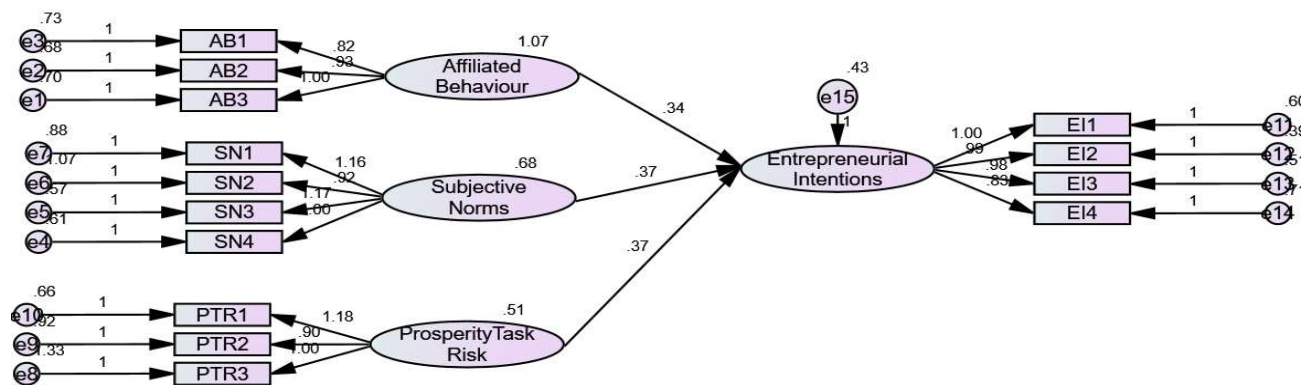 .73
e3
1
AB1
.82
1.07
.68
e2
1
AB2
.93
Affiliated
Behaviour
.70
e1
1
AB3
1.00
.34
.43
e15
1
.88
e7
1
SN1
1.16
.68
1.07
e6
1
SN2
.92
Subjective
Norms
.37
.57
e5
1
SN3
1.17
.61
e4
1
SN4
1.00
Entrepreneurial
Intentions
1.00
EI1
1
.60
e11
.99
EI2
1
.39
e12
.98
EI3
1
e13
.83
EI4
1
e14
.66
e10
1
PTR1
1.18
.51
.37
.92
e9
1
PTR2
.90
ProsperityTask
Risk
1.33
e8
1
PTR3
1.00